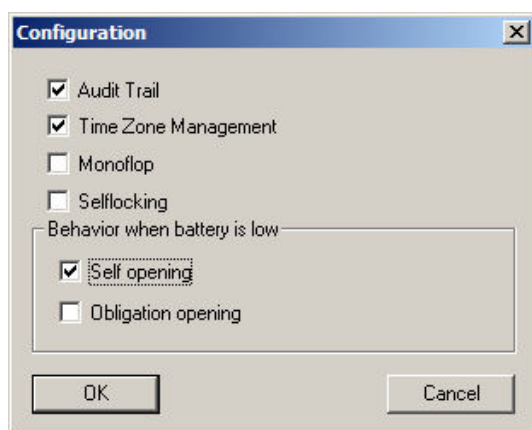 Configuration
Audit Trail
Time Zone Management
Monoflop
Selflocking
Behavior when battery is low
Self opening
Obligation opening
OK
Cancel